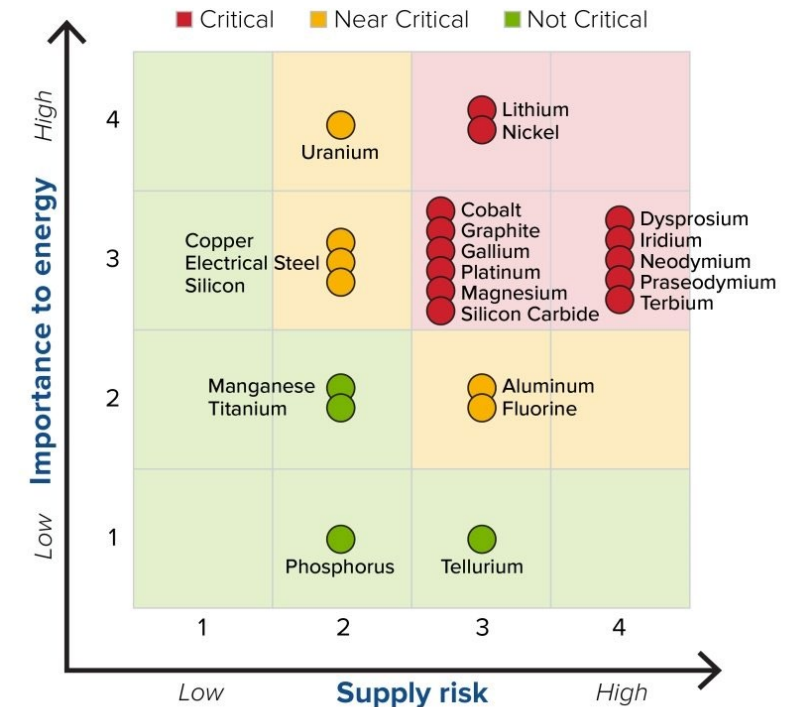 Critical Near Critical Not Critical
High
Importance to energy
Low
4
3
2
1
Uranium
Lithium
Nickel
Copper
Electrical Steel
Silicon
Cobalt
Graphite
Gallium
Platinum
Magnesium
Silicon Carbide
Dysprosium
Iridium
Neodymium
Praseodymium
Terbium
Manganese
Titanium
Aluminum
Fluorine
Phosphorus
Tellurium
1 2 3 4
Low Supply risk High